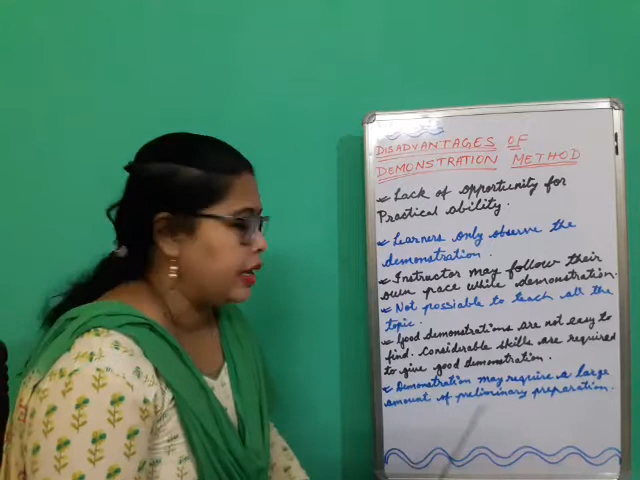 DISADVANTAGES OF
DEMONSTRATION METHOD
Lack of opportunity for
Practical ability.
Learners only observe the
demonstration.
Instructor may follow their
own pace while demonstration.
Not possiable to teach all the
topic.
Good demonstrations are not easy to
find. Considerable skills are required
to give good demonstration.
Demonstration may require a large
amount of preliminary preparation.